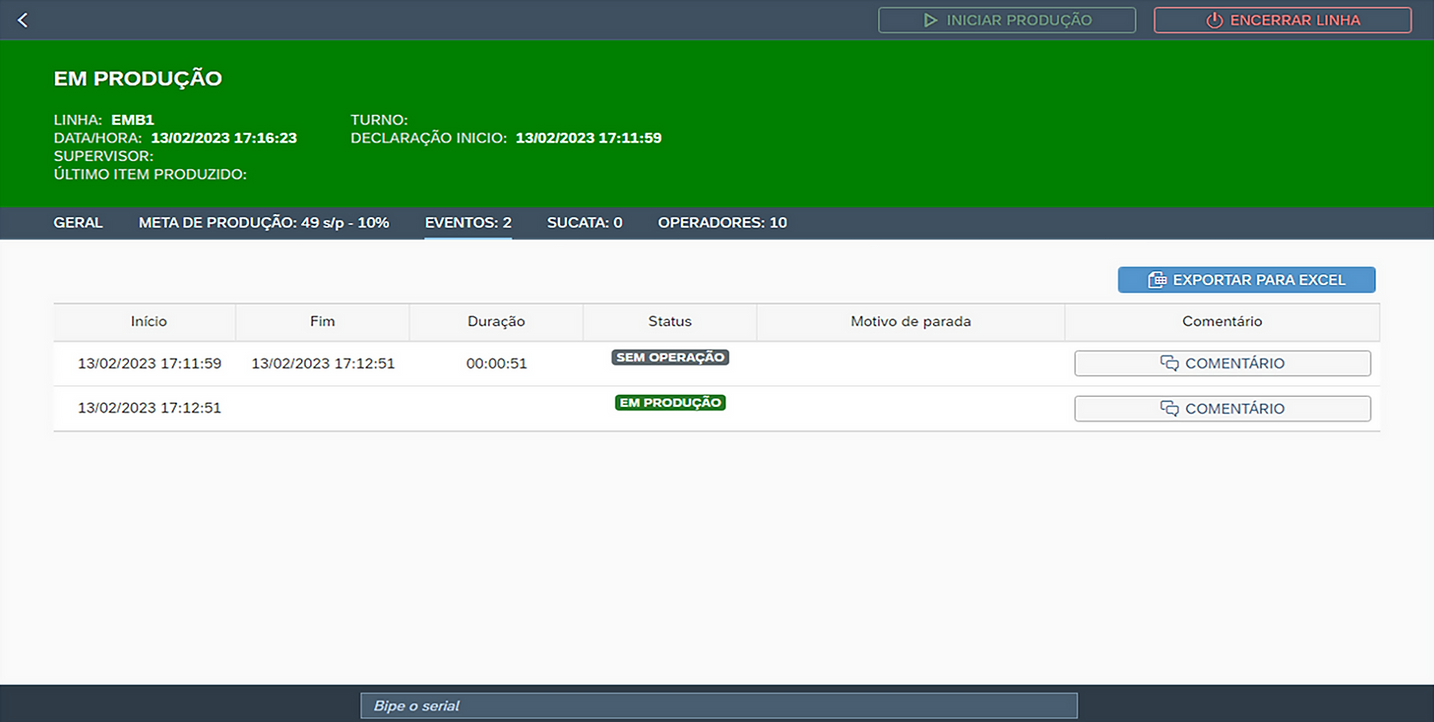 INICIAR PRODUÇÃO ENCERRAR LINHA
EM PRODUÇÃO
LINHA: EMB1 TURNO:
DATA/HORA: 13/02/2023 17:16:23 DECLARAÇÃO INICIO: 13/02/2023 17:11:59
SUPERVISOR:
ÚLTIMO ITEM PRODUZIDO:
GERAL META DE PRODUÇÃO: 49 s/p - 10% EVENTOS: 2 SUCATA: 0 OPERADORES: 10
EXPORTAR PARA EXCEL
Início Fim Duração Status Motivo de parada Comentário
13/02/2023 17:11:59 13/02/2023 17:12:51 00:00:51 SEM OPERAÇÃO COMENTÁRIO
13/02/2023 17:12:51 EM PRODUÇÃO COMENTÁRIO
Bipe o serial